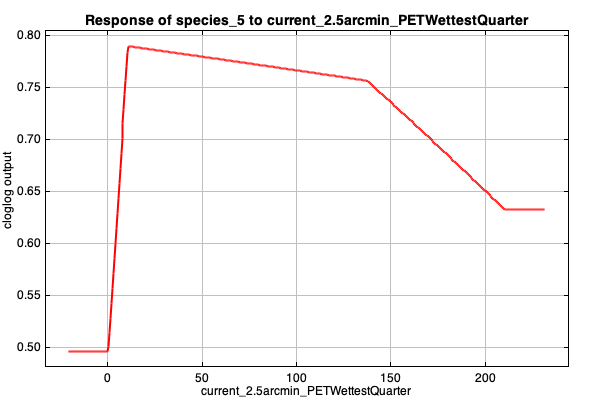 Response of species_5 to current_2.5arcmin_PETWettestQuarter
0.80
0.75
0.70
0.65
0.60
0.55
0.50
cloglog output
0 50 100 150 200
current_2.5arcmin_PETWettestQuarter